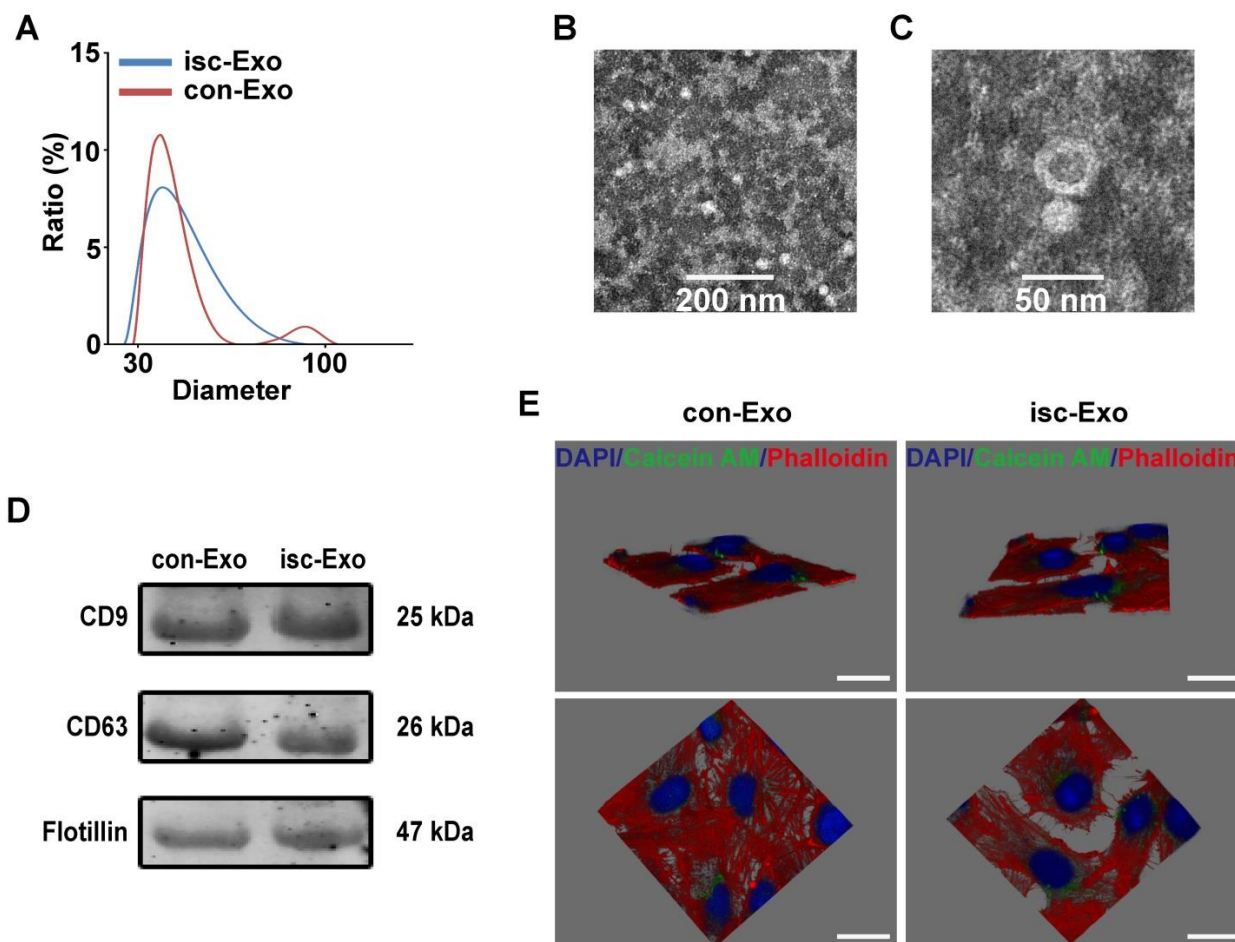 A
15
isc-Exo
con-Exo
10
Ratio (%)
5
0
30
100
Diameter
B
200 nm
C
50 nm
D
con-Exo isc-Exo
CD9
25 kDa
CD63
26 kDa
Flotillin
47 kDa
E
con-Exo
isc-Exo
DAPI/Calcein AM/Phalloidin
DAPI/Calcein AM/Phalloidin